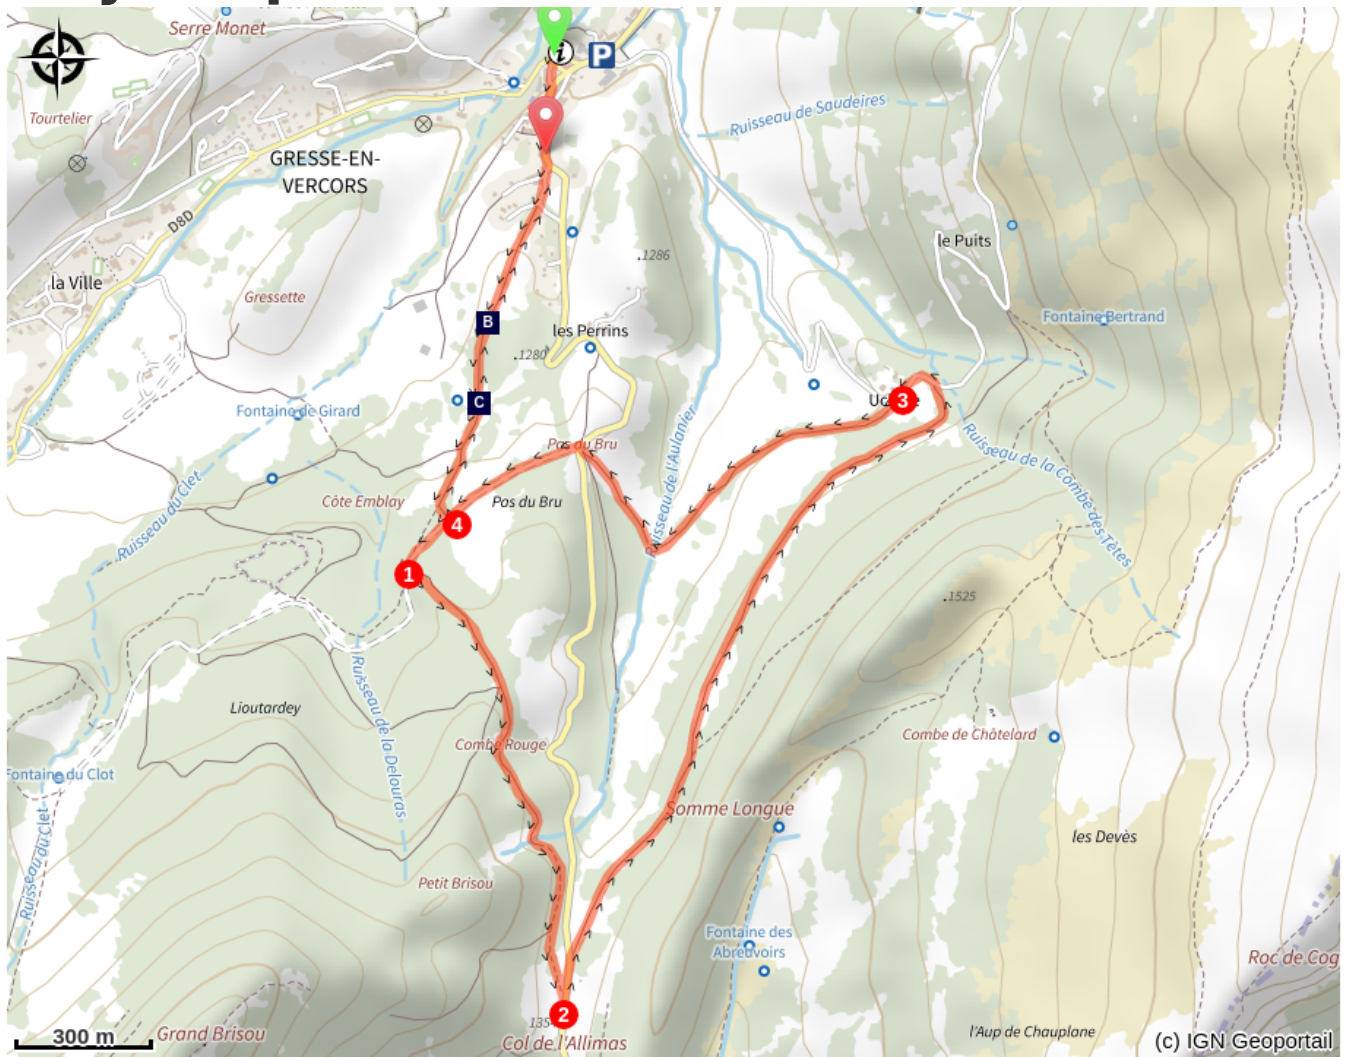 Serre Monet
i
P
Tourtelier
Ruisseau de Saudeires
GRESSE-EN-
VERCORS
D8D
le Puits
.1286
la Ville
Gressette
Fontaine Bertrand
B
les Perrins
.1280
C
3
Fontaine de Girard
Pas du Bru
Ruisseau de l'Aulanier
Ruisseau de la Combe des Têtes
Ruisseau du Clet
Côte Emblay
Pas du Bru
4
1
.1525
Ruisseau de la Delouras
Lioutardey
Combe Rouge
Combe de Châtelard
Fontaine du Clot
Somme Longue
les Devès
Ruisseau du Clet
Petit Brisou
Fontaine des
Abreuvoirs
Roc de Cog
2
135
Grand Brisou
Col de l'Allimas
l'Aup de Chauplane
300 m
(c) IGN Geoportail